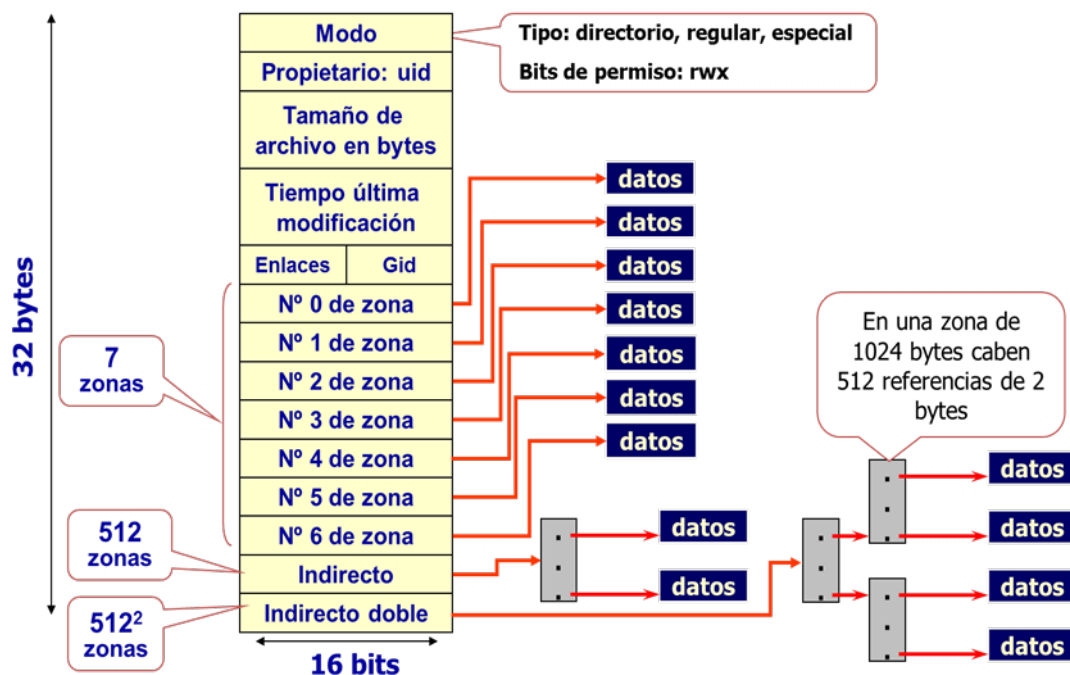 Modo
Tipo: directorio, regular, especial
Bits de permiso: rwx
Propietario: uid
Tamaño de
archivo en bytes
Tiempo última
modificación
Enlaces
Gid
Nº 0 de zona
Nº 1 de zona
Nº 2 de zona
Nº 3 de zona
Nº 4 de zona
Nº 5 de zona
Nº 6 de zona
Indirecto
Indirecto doble
16 bits
32 bytes
7
zonas
512
zonas
512²
zonas
datos
datos
datos
datos
datos
datos
datos
datos
datos
En una zona de
1024 bytes caben
512 referencias de 2
bytes
datos
datos
datos
datos